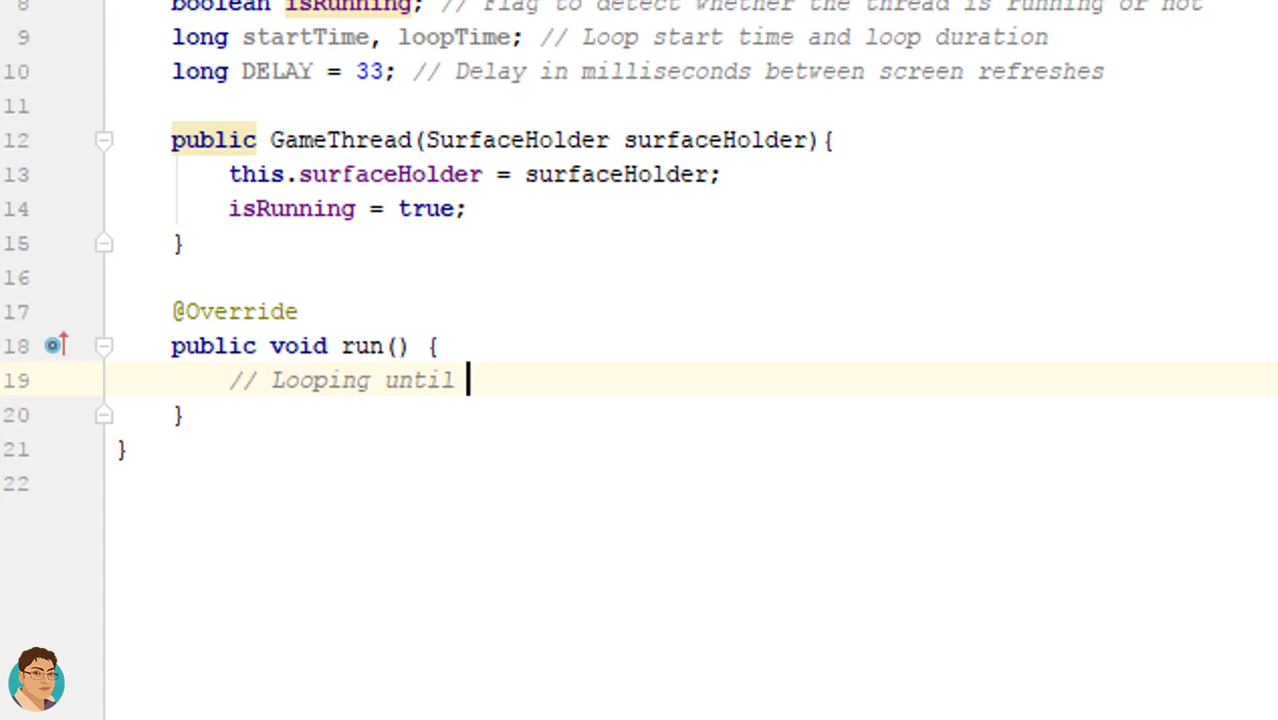 8 boolean isRunning; // Flag to detect whether the thread is running or not
9 long startTime, loopTime; // Loop start time and loop duration
10 long DELAY = 33; // Delay in milliseconds between screen refreshes
11
12 public GameThread(SurfaceHolder surfaceHolder){
13 this.surfaceHolder = surfaceHolder;
14 isRunning = true;
15 }
16
17 @Override
18 public void run() {
19 // Looping until
20 }
21 }
22